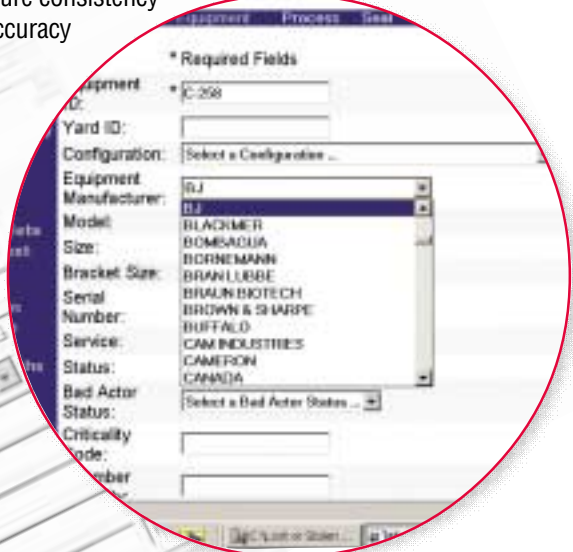 ure consistency
ccuracy
Equipment Process Seal
* Required Fields
Equipment ID: * C-258
Yard ID:
Configuration: Select a Configuration ...
Equipment Manufacturer: BJ
BJ
BLACKMER
BOMBAGUA
BORNEMANN
BRAN LUBBE
BRAUN BIOTECH
BROWN & SHARPE
BUFFALO
CAM INDUSTRIES
CAMERON
CANADA
Model:
Size:
Bracket Size:
Serial Number:
Service:
Status:
Bad Actor Status: Select a Bad Actor Status ...
Criticality Code: